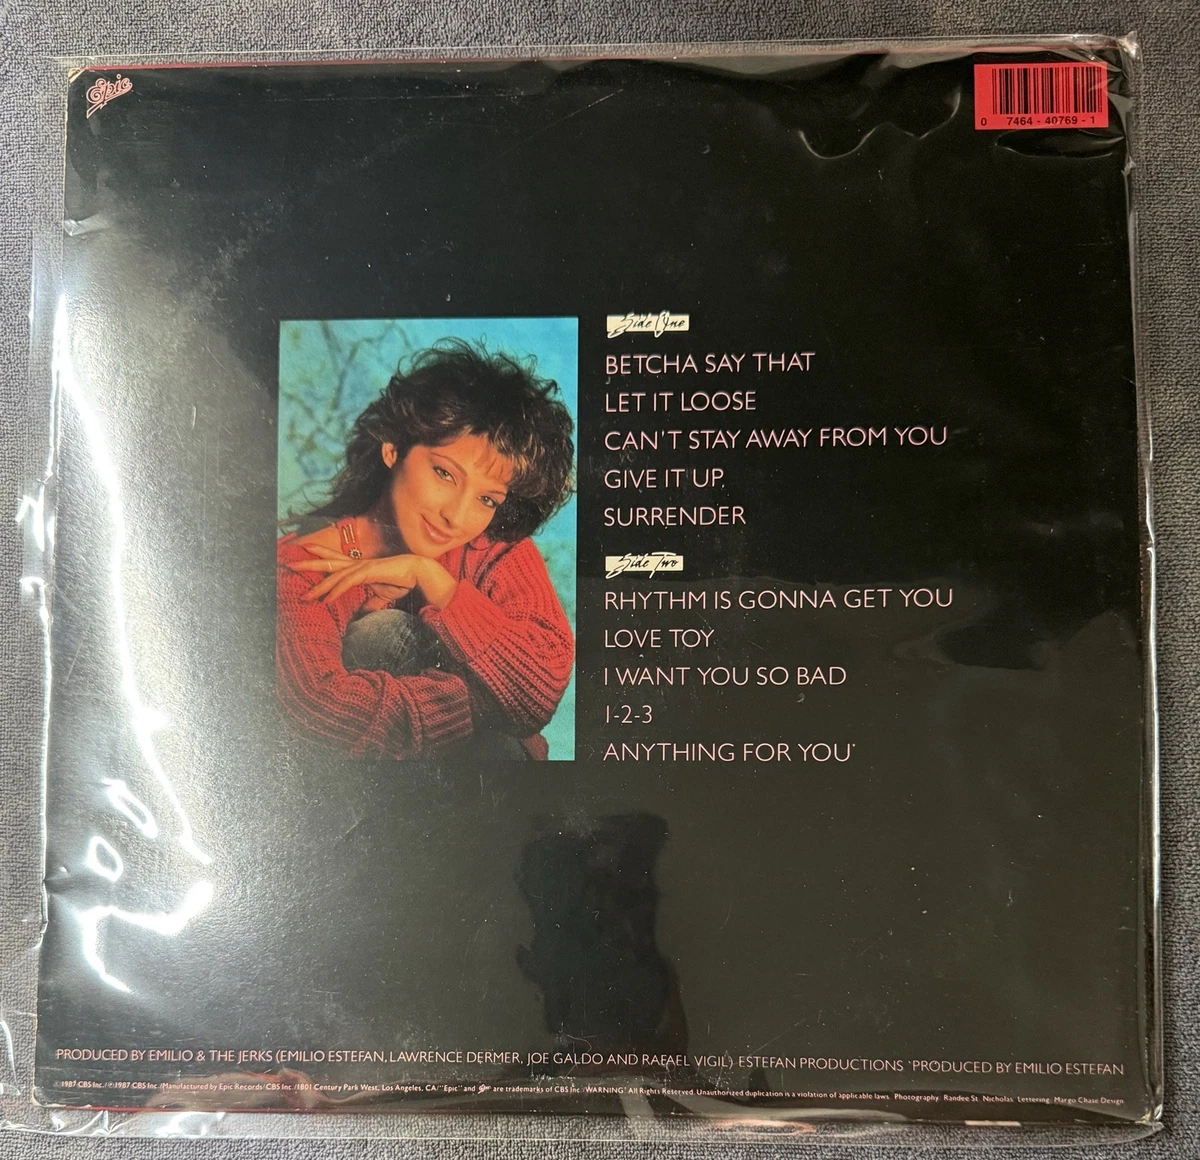 Epic
0 7464 - 40769 - 1
Side One
BETCHA SAY THAT
LET IT LOOSE
CAN'T STAY AWAY FROM YOU
GIVE IT UP
SURRENDER
Side Two
RHYTHM IS GONNA GET YOU
LOVE TOY
I WANT YOU SO BAD
1-2-3
ANYTHING FOR YOU*
PRODUCED BY EMILIO & THE JERKS (EMILIO ESTEFAN, LAWRENCE DERMER, JOE GALDO AND RAFAEL VIGIL) ESTEFAN PRODUCTIONS *PRODUCED BY EMILIO ESTEFAN
© 1987 CBS Inc./ ℗ 1987 CBS Inc./Manufactured by Epic Records/CBS Inc./1801 Century Park West, Los Angeles, CA/"Epic" and Epic are trademarks of CBS Inc./WARNING: All Rights Reserved. Unauthorized duplication is a violation of applicable laws. Photography: Randee St. Nicholas Lettering: Margo Chase Design